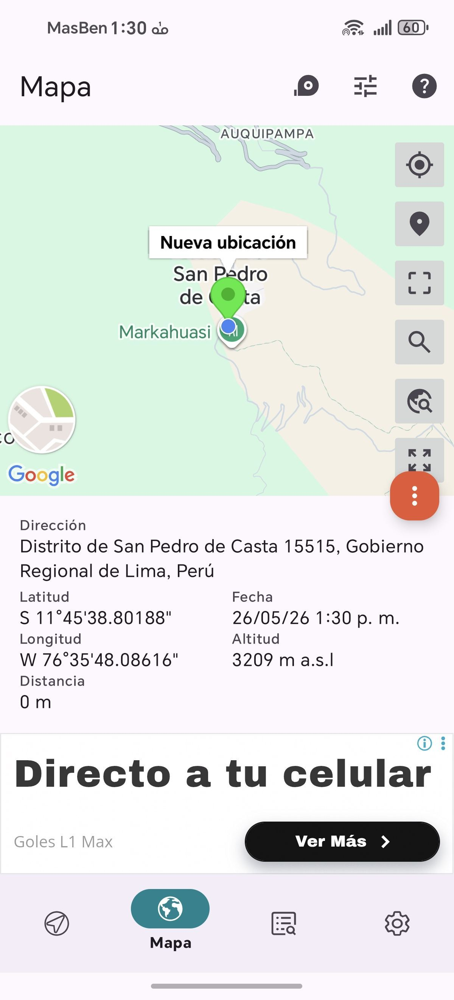 MasBen 1:30
60
Mapa
AUQUIPAMPA
Nueva ubicación
San Pedro
de
Markahuasi
Google
Dirección
Distrito de San Pedro de Casta 15515, Gobierno
Regional de Lima, Perú
Latitud
S 11°45'38.80188"
Fecha
26/05/26 1:30 p. m.
Longitud
W 76°35'48.08616"
Altitud
3209 m a.s.l
Distancia
0 m
Directo a tu celular
Goles L1 Max
Ver Más
Mapa